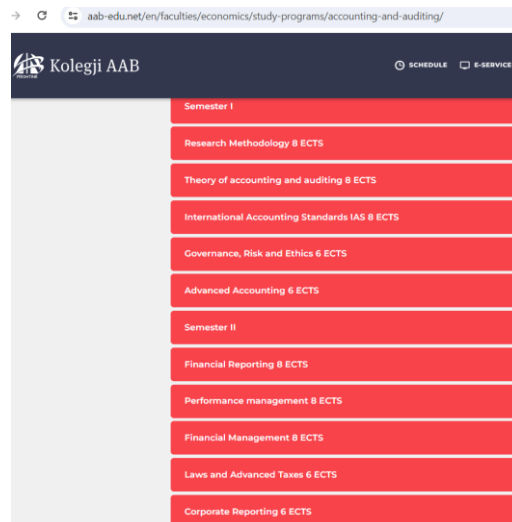 aab-edu.net/en/faculties/economics/study-programs/accounting-and-auditing/
Kolegji AAB
SCHEDULE E-SERVICE
Semester I
Research Methodology 8 ECTS
Theory of accounting and auditing 8 ECTS
International Accounting Standards IAS 8 ECTS
Governance, Risk and Ethics 6 ECTS
Advanced Accounting 6 ECTS
Semester II
Financial Reporting 8 ECTS
Performance management 8 ECTS
Financial Management 8 ECTS
Laws and Advanced Taxes 6 ECTS
Corporate Reporting 6 ECTS